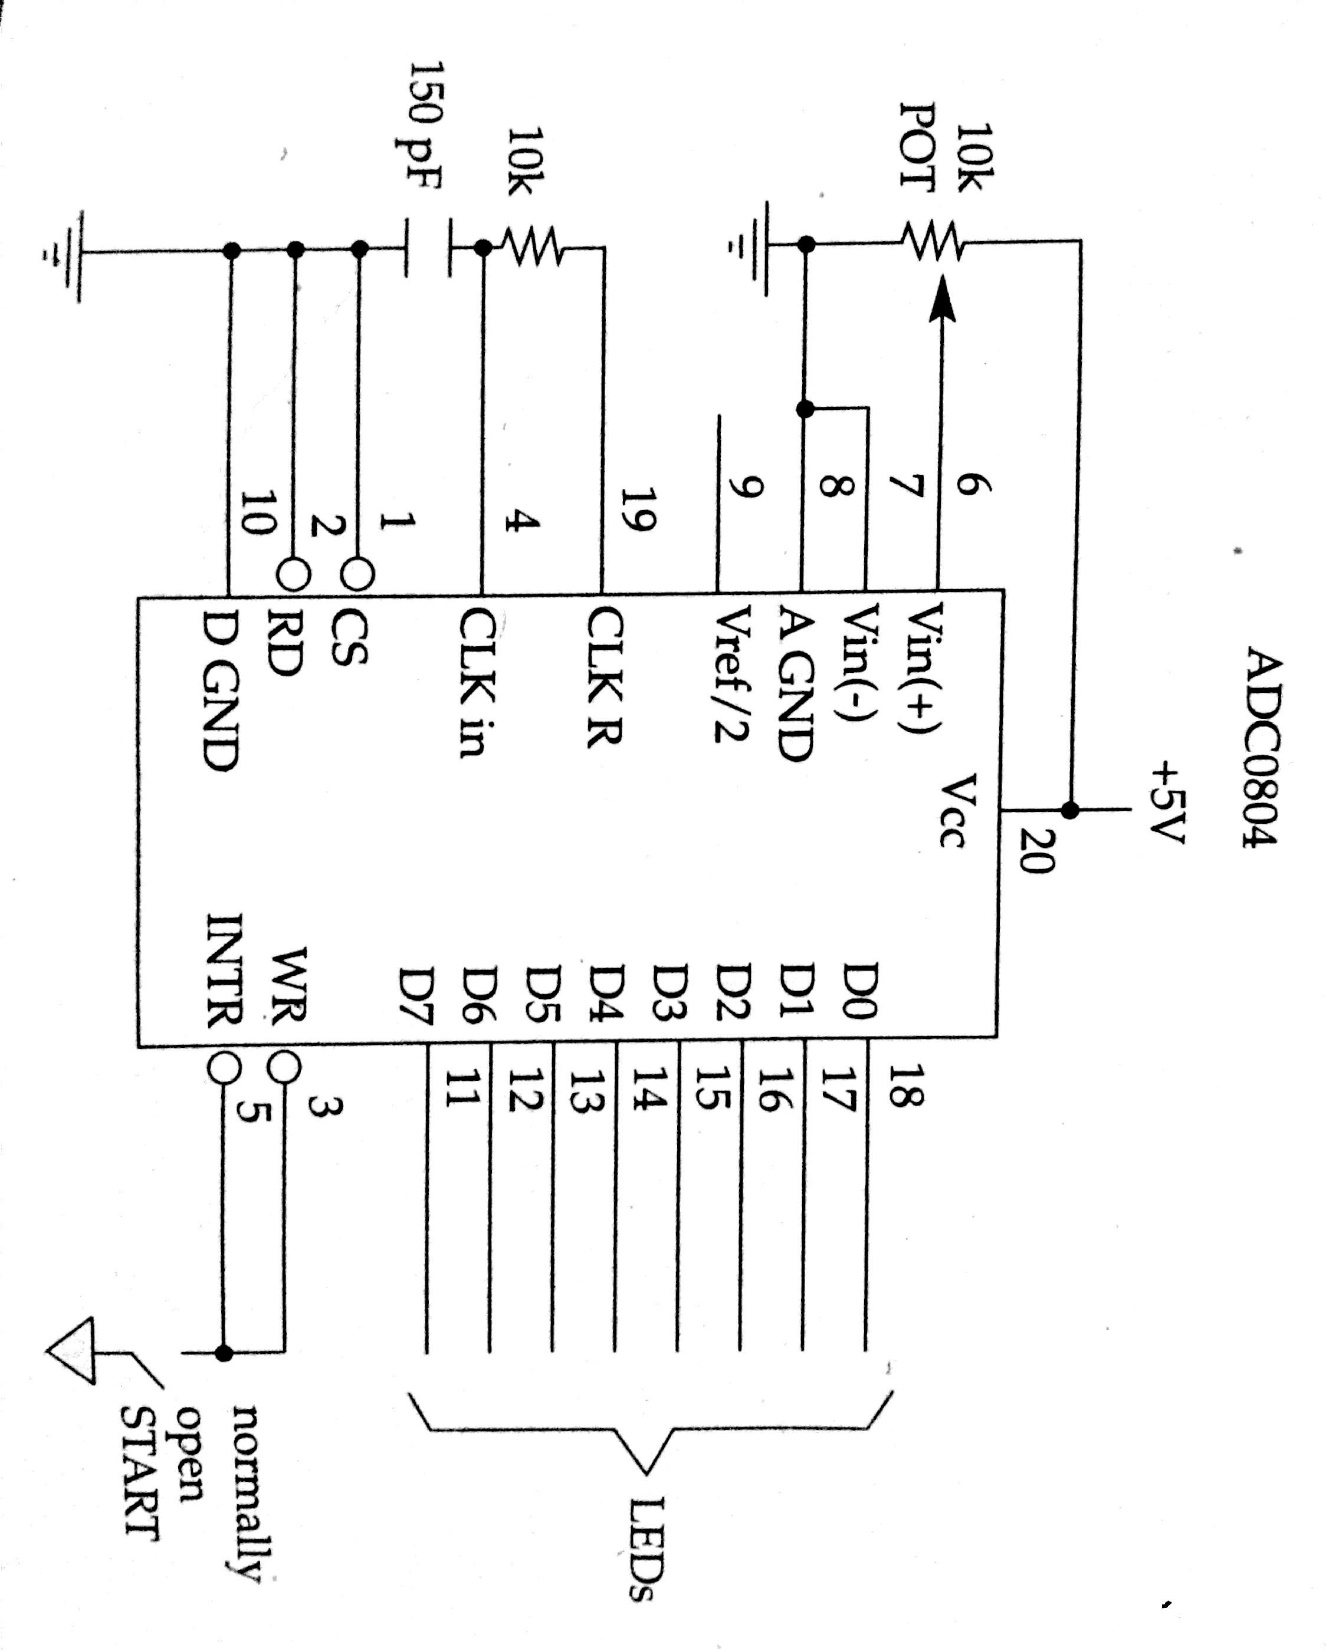 ADC0804
+5V
20
10k
POT
Vcc
6
Vin(+)
7
Vin(-)
8
A GND
9
Vref/2
19
CLK R
10k
4
CLK in
150 pF
1
CS
2
RD
10
D GND
D0
18
D1
17
D2
16
D3
15
D4
14
D5
13
D6
12
D7
11
LEDs
WR
3
INTR
5
normally
open
START